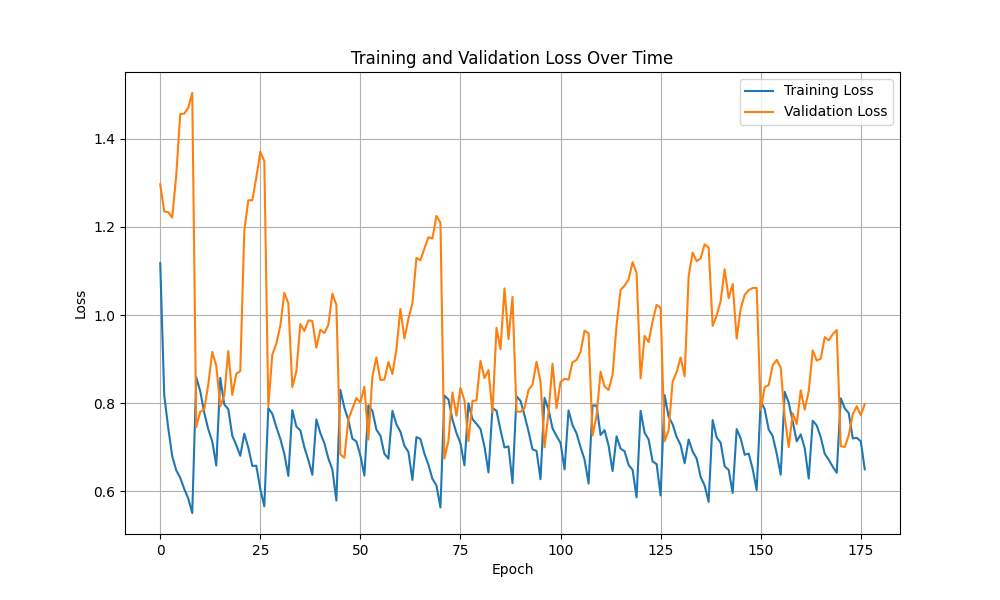 Training and Validation Loss Over Time
Training Loss
Validation Loss
Loss
1.4
1.2
1.0
0.8
0.6
0 25 50 75 100 125 150 175
Epoch